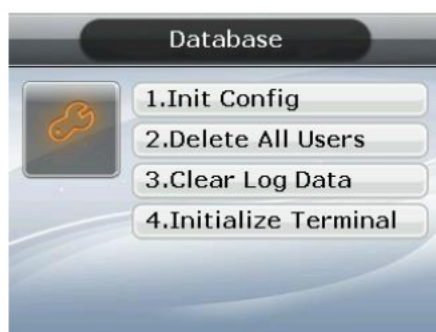 Database
1.Init Config
2.Delete All Users
3.Clear Log Data
4.Initialize Terminal